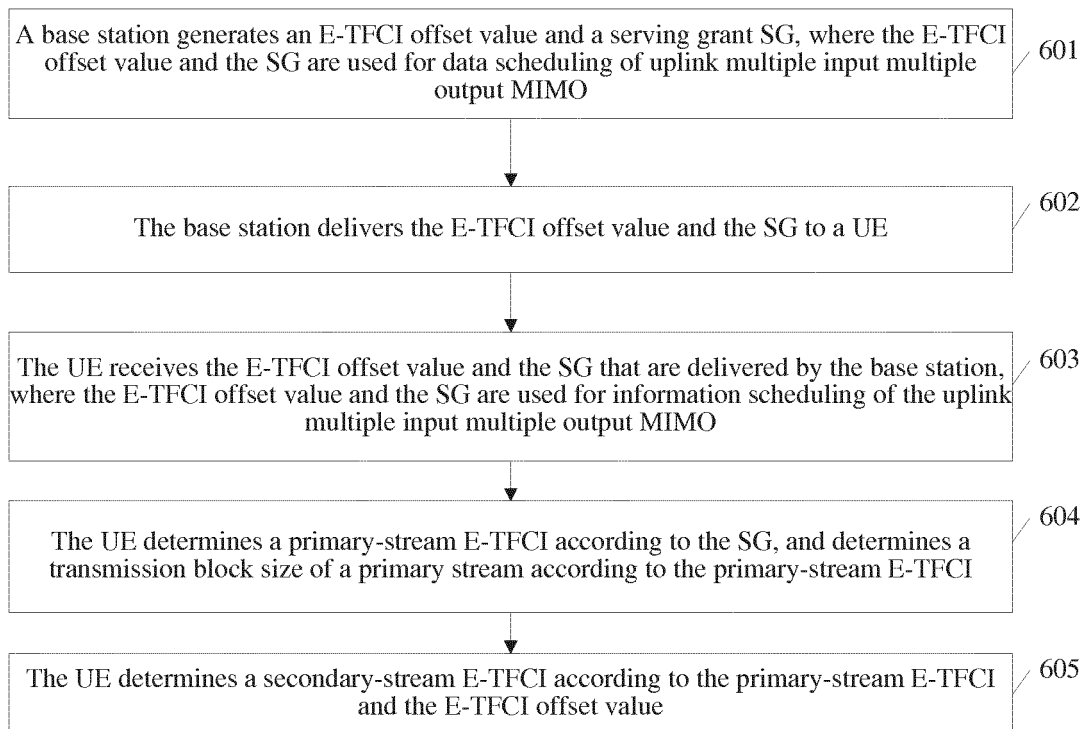 A base station generates an E-TFCI offset value and a serving grant SG, where the E-TFCI
offset value and the SG are used for data scheduling of uplink multiple input multiple
output MIMO
601
The base station delivers the E-TFCI offset value and the SG to a UE
602
The UE receives the E-TFCI offset value and the SG that are delivered by the base station,
where the E-TFCI offset value and the SG are used for information scheduling of the uplink
multiple input multiple output MIMO
603
The UE determines a primary-stream E-TFCI according to the SG, and determines a
transmission block size of a primary stream according to the primary-stream E-TFCI
604
The UE determines a secondary-stream E-TFCI according to the primary-stream E-TFCI
and the E-TFCI offset value
605